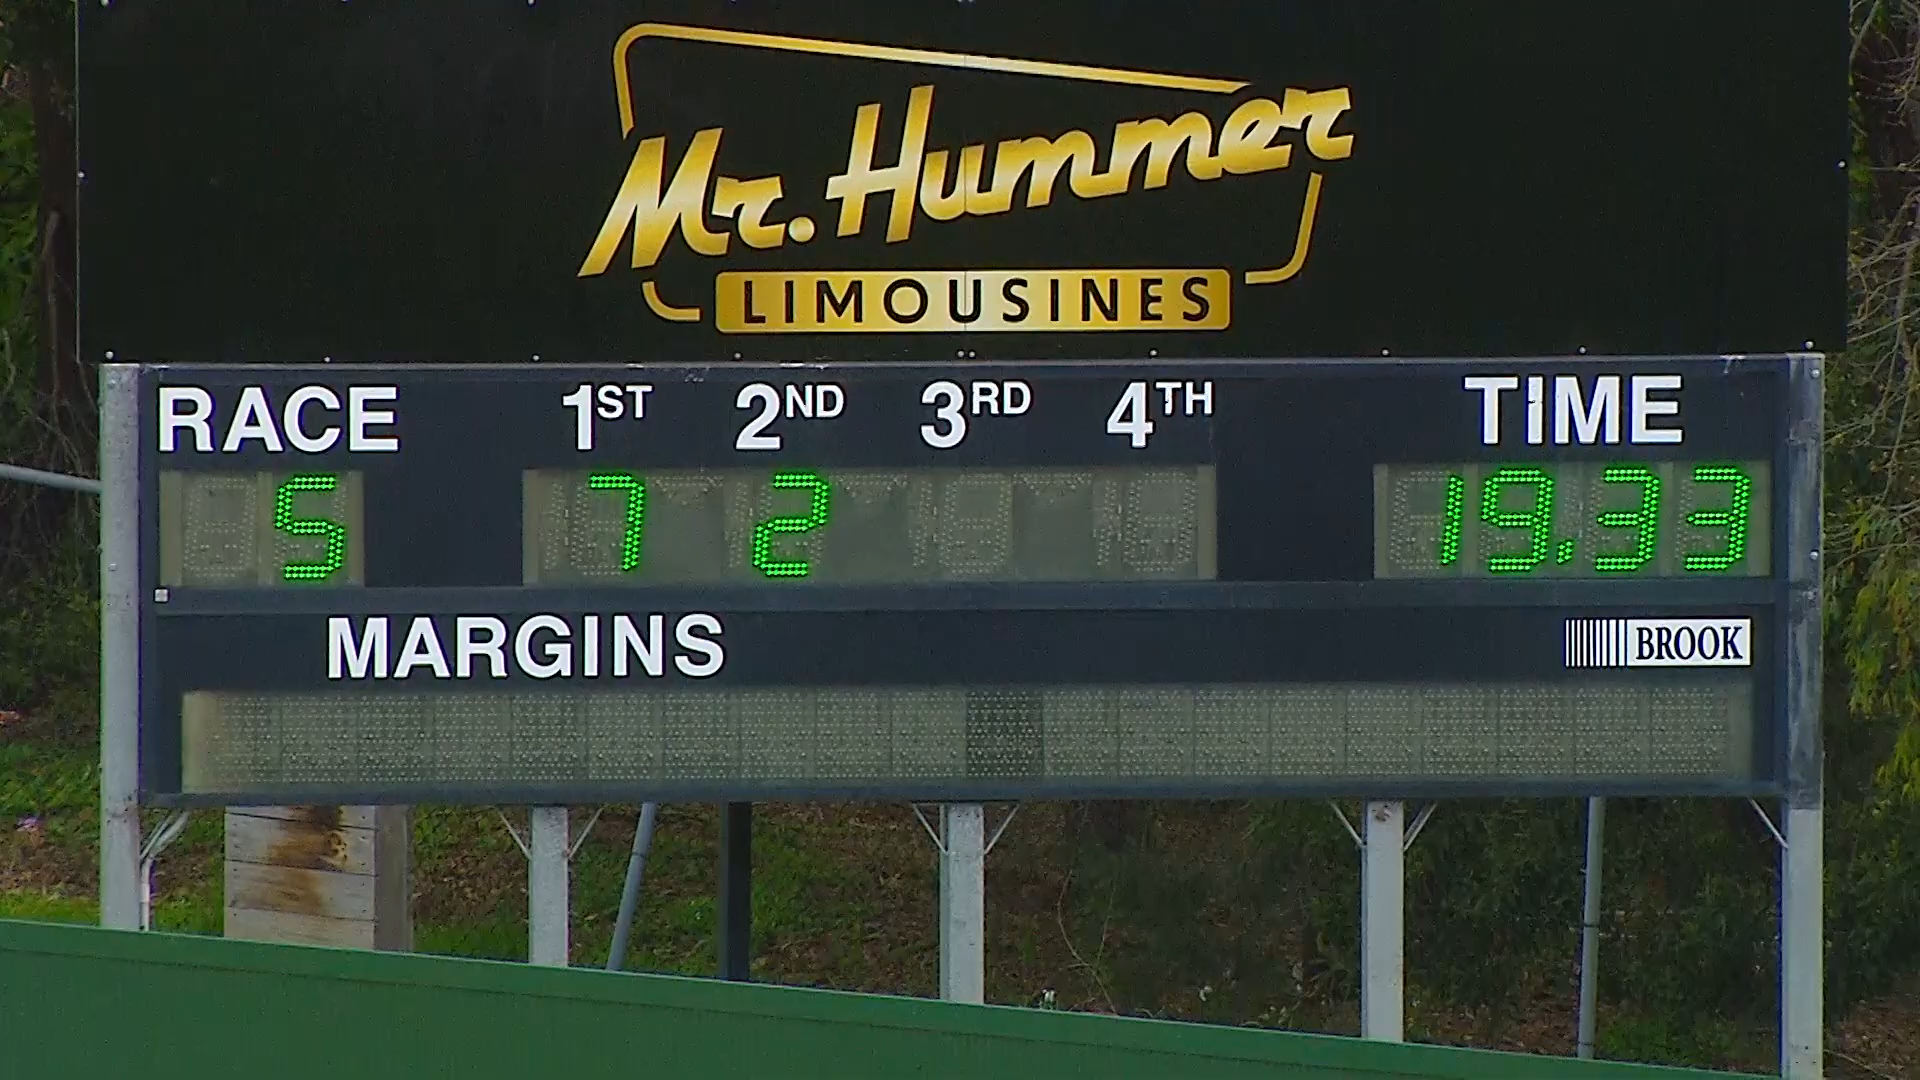 Mr. Hummer
LIMOUSINES
RACE 1ST 2ND 3RD 4TH TIME
5 7 2 19.33
MARGINS
BROOK